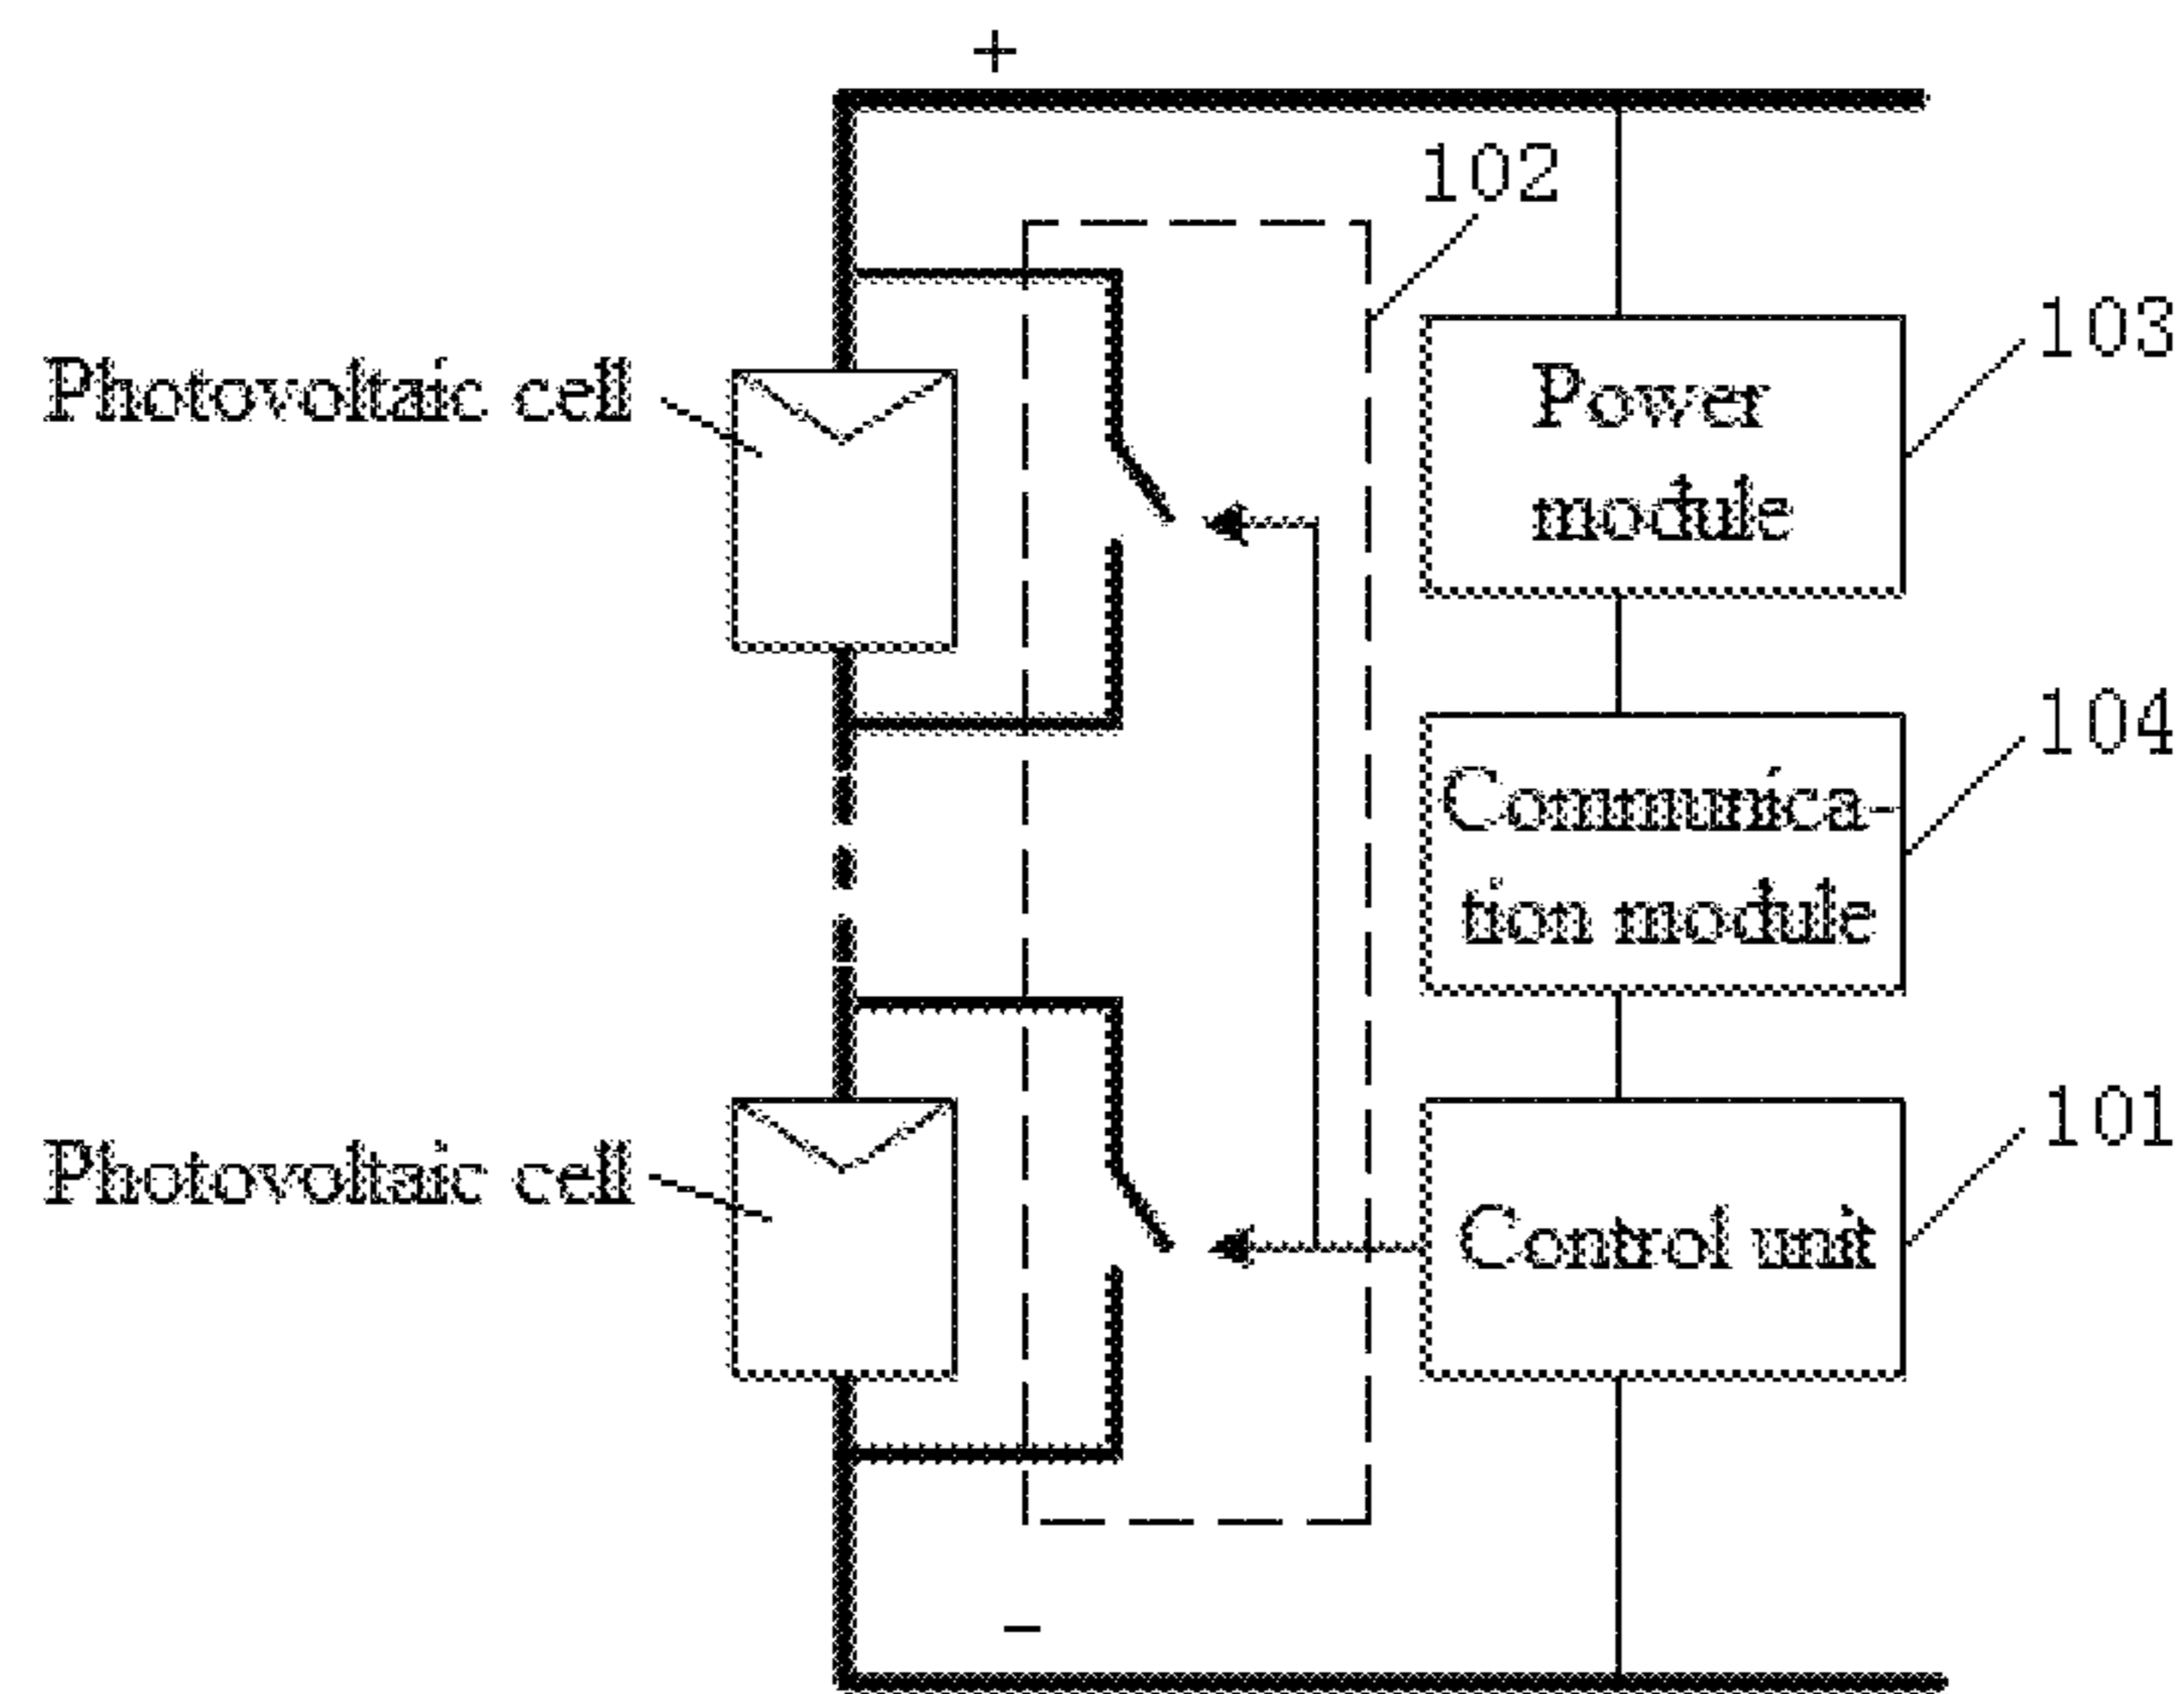 +
102
103
Photovoltaic cell
Power
module
104
Communica-
tion module
101
Photovoltaic cell
Control unit
-